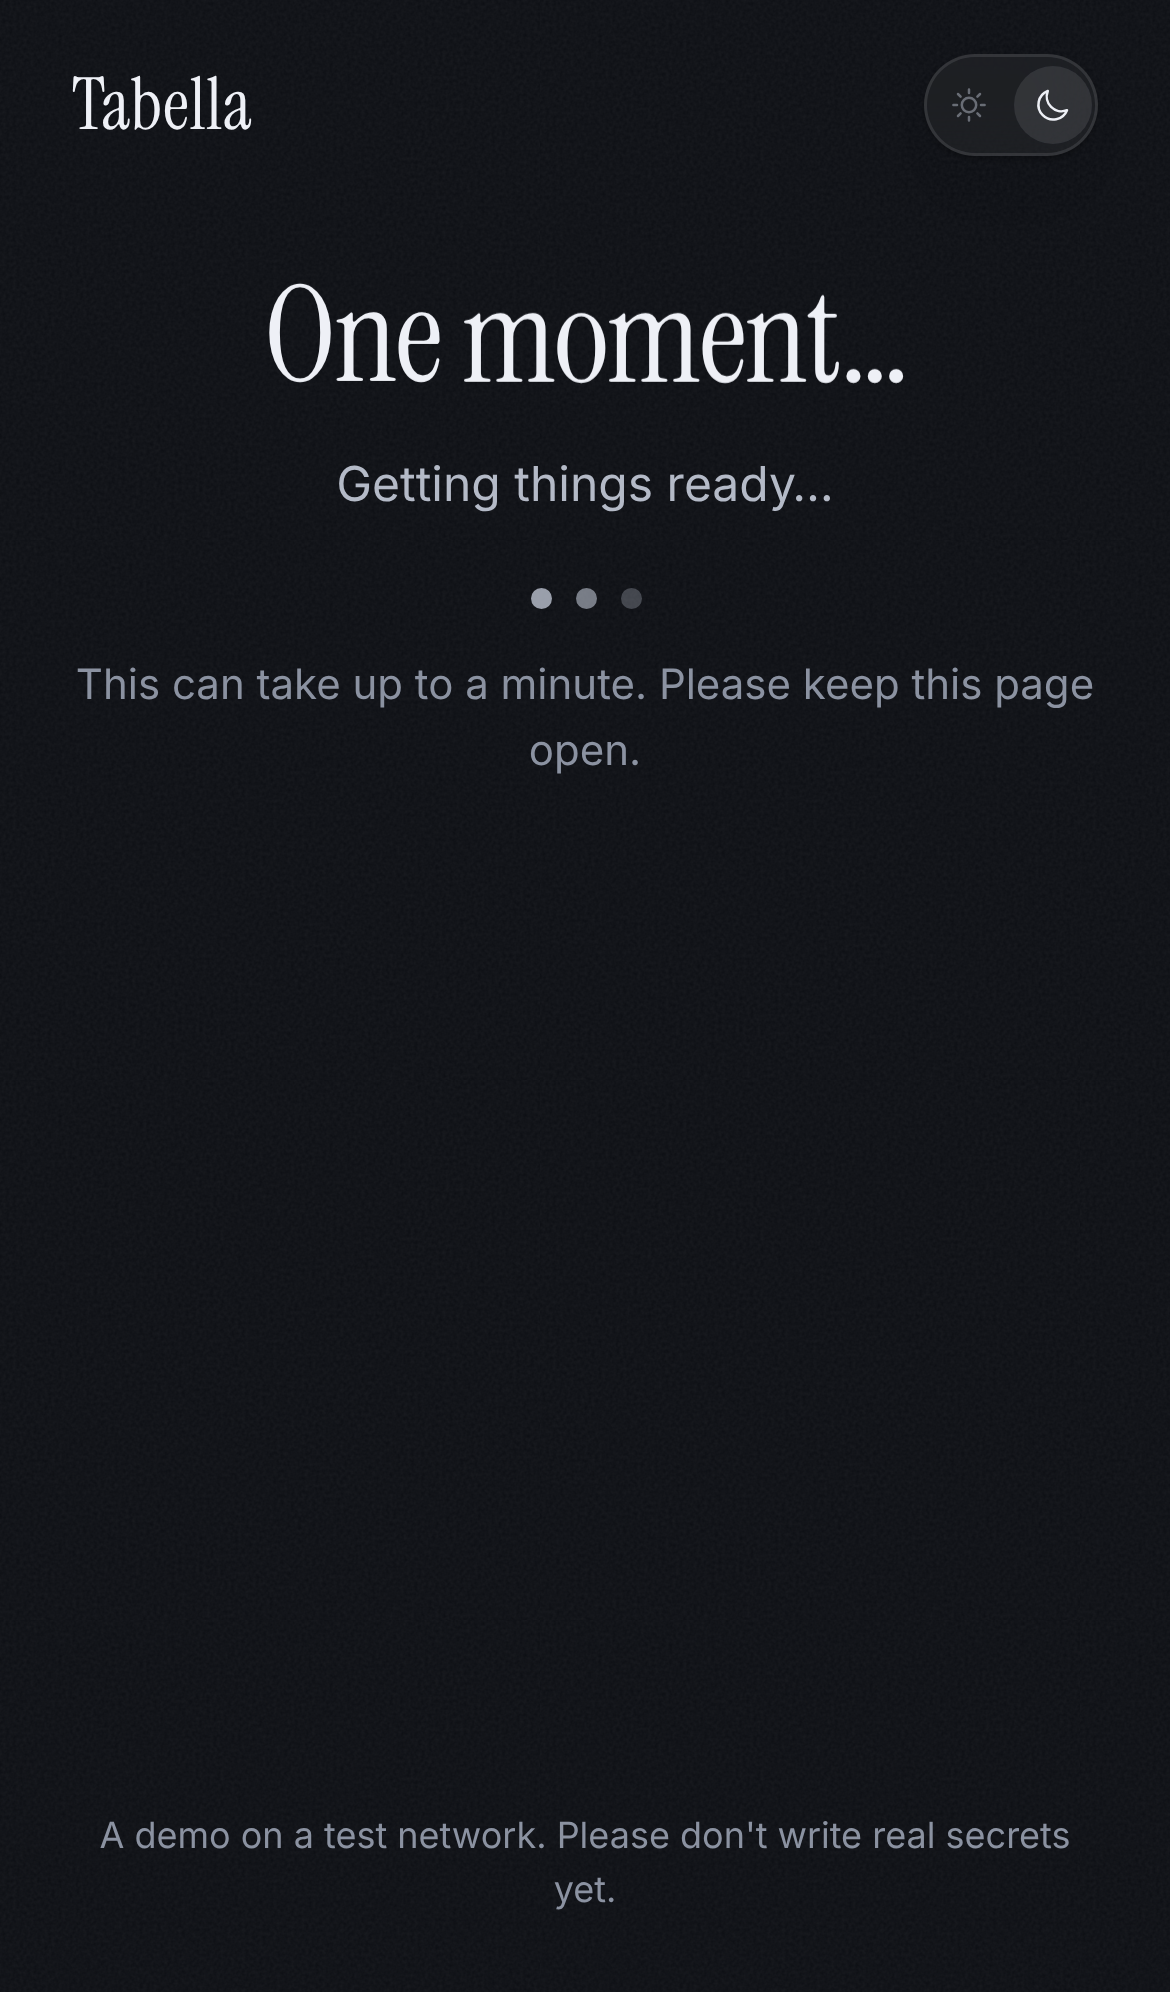 Tabella
One moment...
Getting things ready...
This can take up to a minute. Please keep this page
open.
A demo on a test network. Please don't write real secrets
yet.